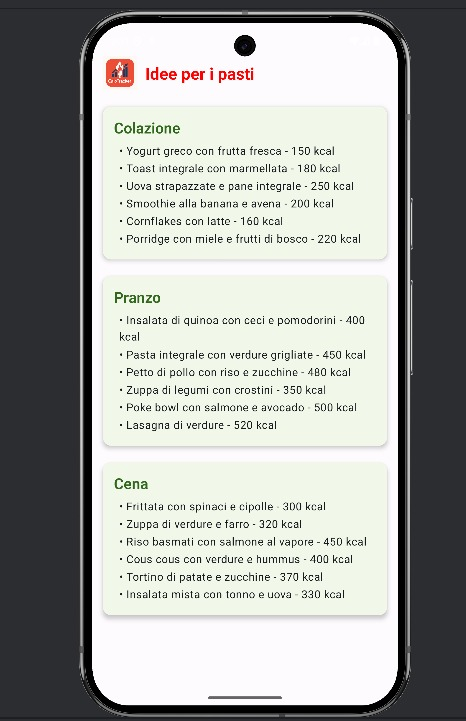 Idee per i pasti
Colazione
• Yogurt greco con frutta fresca - 150 kcal
• Toast integrale con marmellata - 180 kcal
• Uova strapazzate e pane integrale - 250 kcal
• Smoothie alla banana e avena - 200 kcal
• Cornflakes con latte - 160 kcal
• Porridge con miele e frutti di bosco - 220 kcal
Pranzo
• Insalata di quinoa con ceci e pomodorini - 400
kcal
• Pasta integrale con verdure grigliate - 450 kcal
• Petto di pollo con riso e zucchine - 480 kcal
• Zuppa di legumi con crostini - 350 kcal
• Poke bowl con salmone e avocado - 500 kcal
• Lasagna di verdure - 520 kcal
Cena
• Frittata con spinaci e cipolle - 300 kcal
• Zuppa di verdure e farro - 320 kcal
• Riso basmati con salmone al vapore - 450 kcal
• Cous cous con verdure e hummus - 400 kcal
• Tortino di patate e zucchine - 370 kcal
• Insalata mista con tonno e uova - 330 kcal